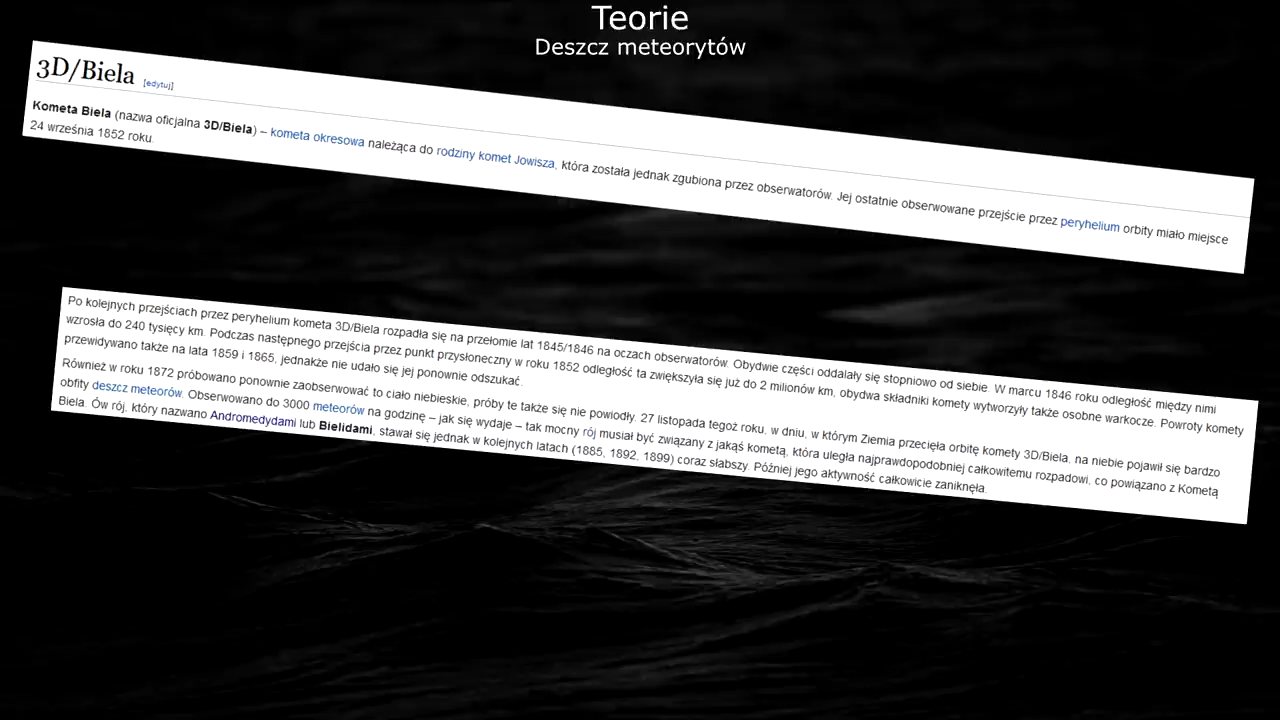 Teorie
Deszcz meteorytów
3D/Biela [edytuj]
Kometa Biela (nazwa oficjalna 3D/Biela) – kometa okresowa należąca do rodziny komet Jowisza, która została jednak zgubiona przez obserwatorów. Jej ostatnie obserwowane przejście przez peryhelium orbity miało miejsce
24 września 1852 roku.
Po kolejnych przejściach przez peryhelium kometa 3D/Biela rozpadła się na przełomie lat 1845/1846 na oczach obserwatorów. Obydwie części oddalały się stopniowo od siebie. W marcu 1846 roku odległość między nimi
wzrosła do 240 tysięcy km. Podczas następnego przejścia przez punkt przysłoneczny w roku 1852 odległość ta zwiększyła się już do 2 milionów km, obydwa składniki komety wytworzyły także osobne warkocze. Powroty komety
przewidywano także na lata 1859 i 1865, jednakże nie udało się jej ponownie odszukać.
Również w roku 1872 próbowano ponownie zaobserwować to ciało niebieskie, próby te także się nie powiodły. 27 listopada tegoż roku, w dniu, w którym Ziemia przecięła orbitę komety 3D/Biela, na niebie pojawił się bardzo
obfity deszcz meteorów. Obserwowano do 3000 meteorów na godzinę – jak się wydaje – tak mocny rój musiał być związany z jakąś kometą, która uległa najprawdopodobniej całkowitemu rozpadowi, co powiązano z Kometą
Biela. Ów rój, który nazwano Andromedydami lub Bielidami, stawał się jednak w kolejnych latach (1885, 1892, 1899) coraz słabszy. Później jego aktywność całkowicie zaniknęła.